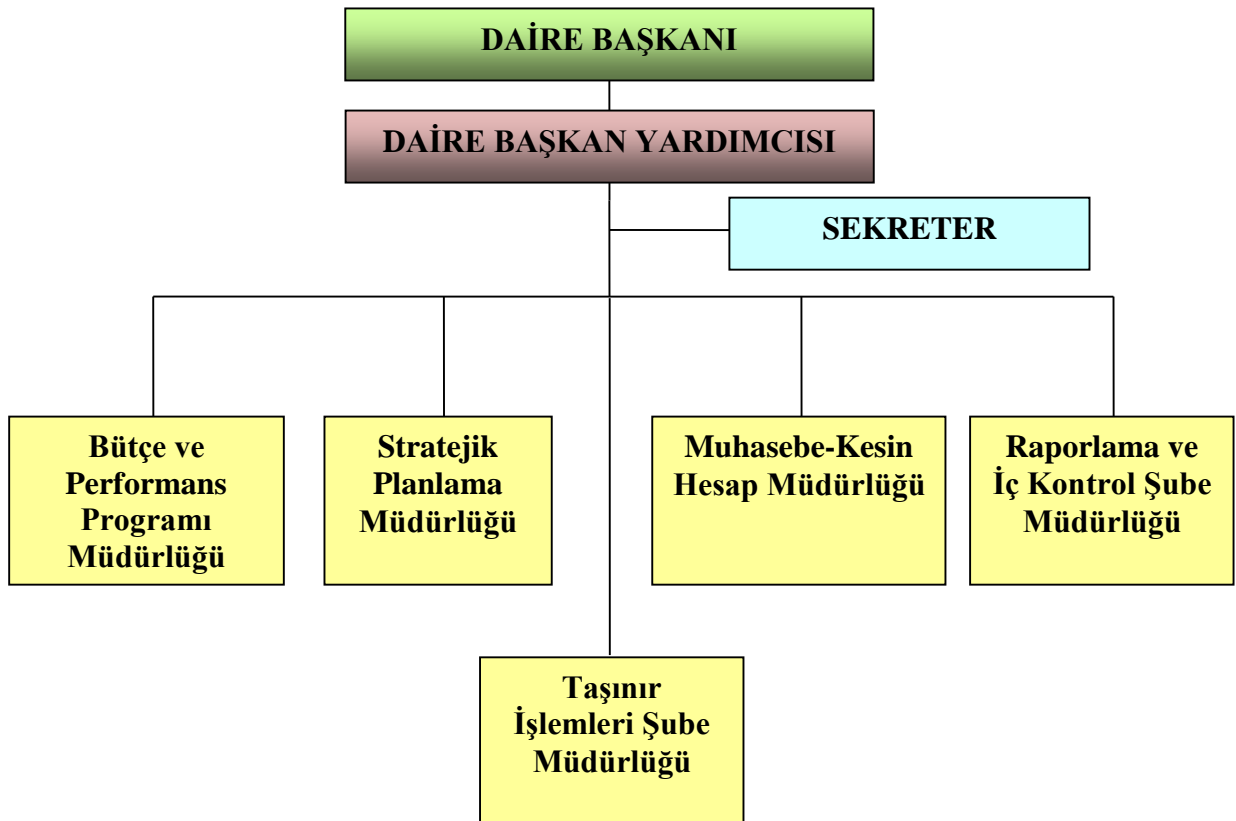 DAİRE BAŞKANI
DAİRE BAŞKAN YARDIMCISI
SEKRETER
Bütçe ve
Performans
Programı
Müdürlüğü
Stratejik
Planlama
Müdürlüğü
Muhasebe-Kesin
Hesap Müdürlüğü
Raporlama ve
İç Kontrol Şube
Müdürlüğü
Taşınır
İşlemleri Şube
Müdürlüğü